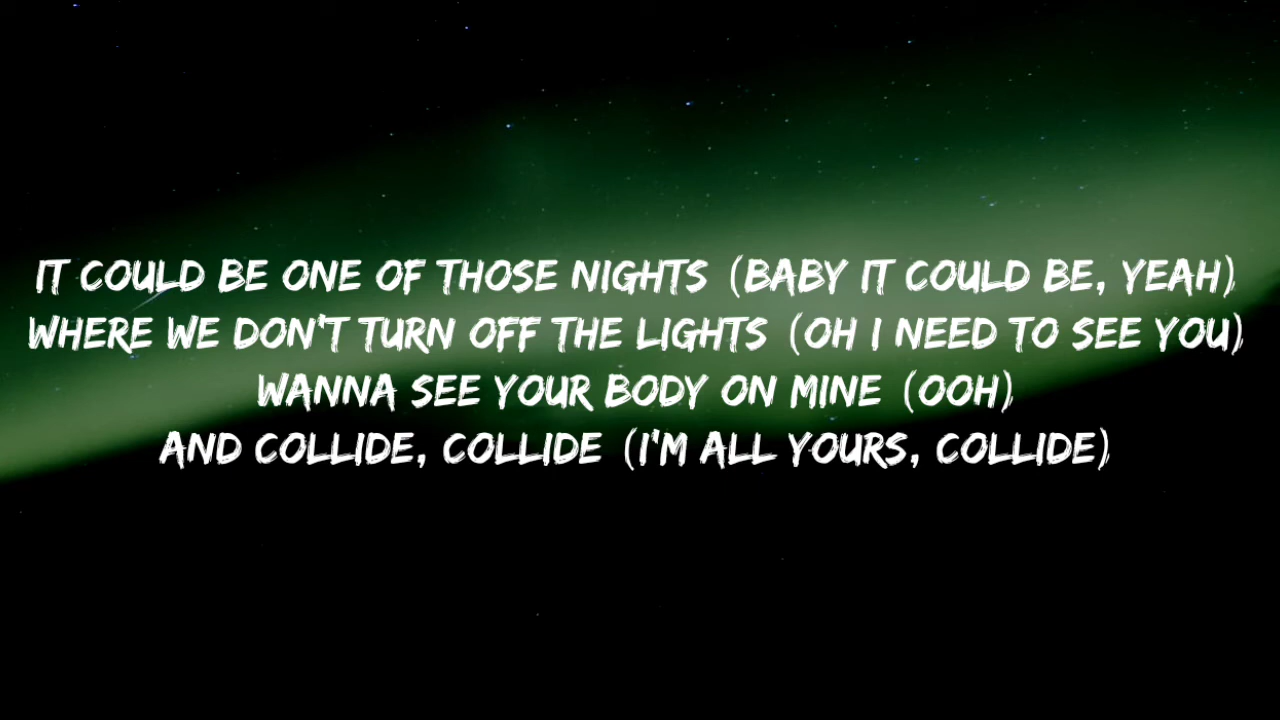 IT COULD BE ONE OF THOSE NIGHTS (BABY IT COULD BE, YEAH)
WHERE WE DON'T TURN OFF THE LIGHTS (OH I NEED TO SEE YOU)
WANNA SEE YOUR BODY ON MINE (OOH)
AND COLLIDE, COLLIDE (I'M ALL YOURS, COLLIDE)